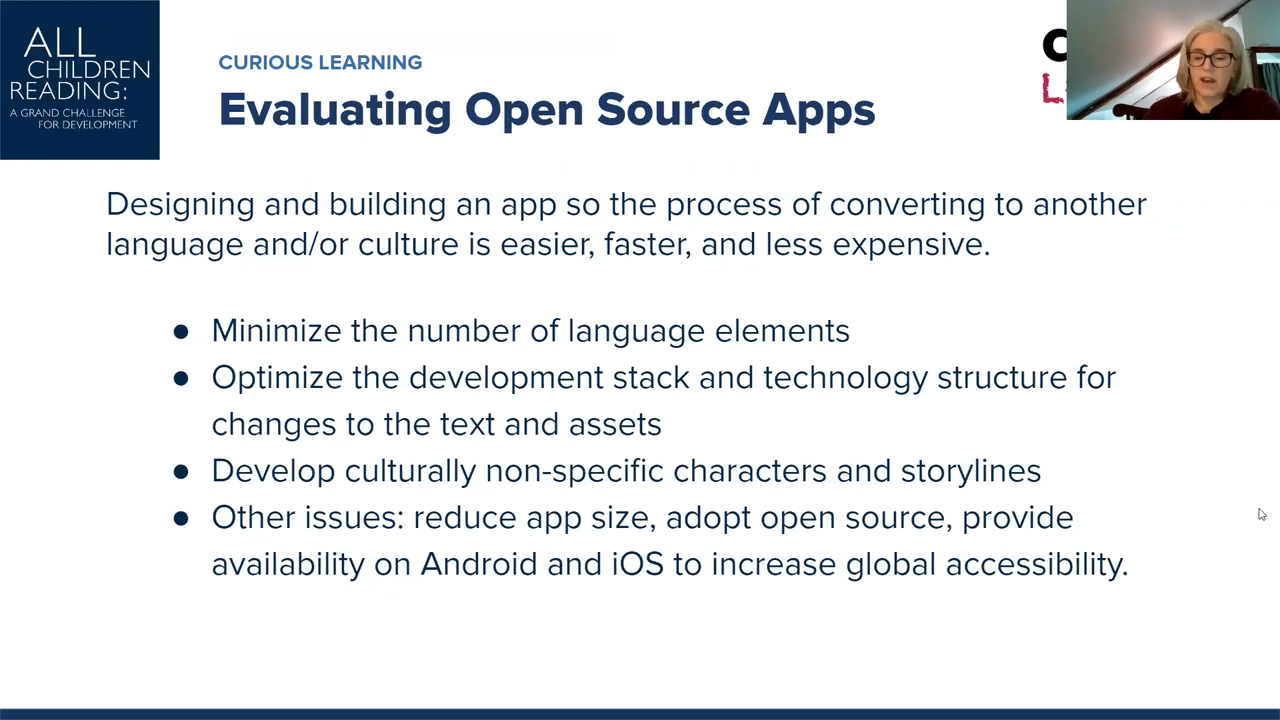 ALL
CHILDREN
READING:
A GRAND CHALLENGE
FOR DEVELOPMENT
CURIOUS LEARNING
Evaluating Open Source Apps
Designing and building an app so the process of converting to another
language and/or culture is easier, faster, and less expensive.
● Minimize the number of language elements
● Optimize the development stack and technology structure for
changes to the text and assets
● Develop culturally non-specific characters and storylines
● Other issues: reduce app size, adopt open source, provide
availability on Android and iOS to increase global accessibility.